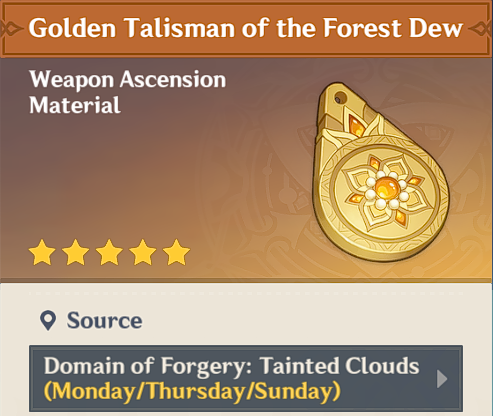 Golden Talisman of the Forest Dew
Weapon Ascension
Material
Source
Domain of Forgery: Tainted Clouds
(Monday/Thursday/Sunday)